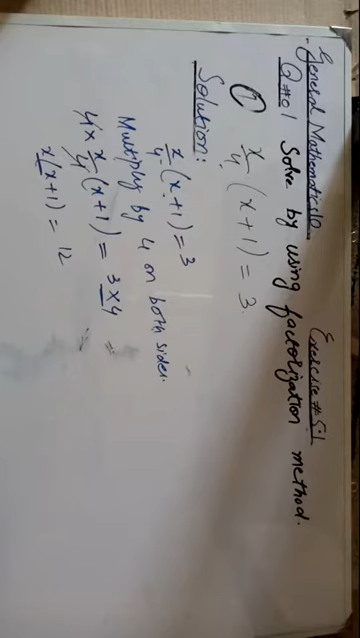 General Mathematics 10 Exercise # 5.1
Q # 01 Solve by using factorization method.
① x/4 (x+1) = 3.
Solution:
x/4 (x+1) = 3
Multiply by 4 on both sides.
4 × x/4 (x+1) = 3 × 4
x(x+1) = 12